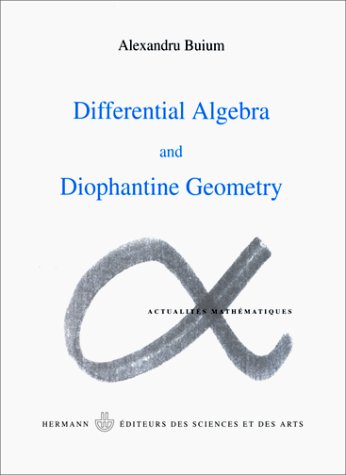 Alexandru Buium
Differential Algebra
and
Diophantine Geometry
ACTUALITÉS MATHÉMATIQUES
HERMANN ÉDITEURS DES SCIENCES ET DES ARTS